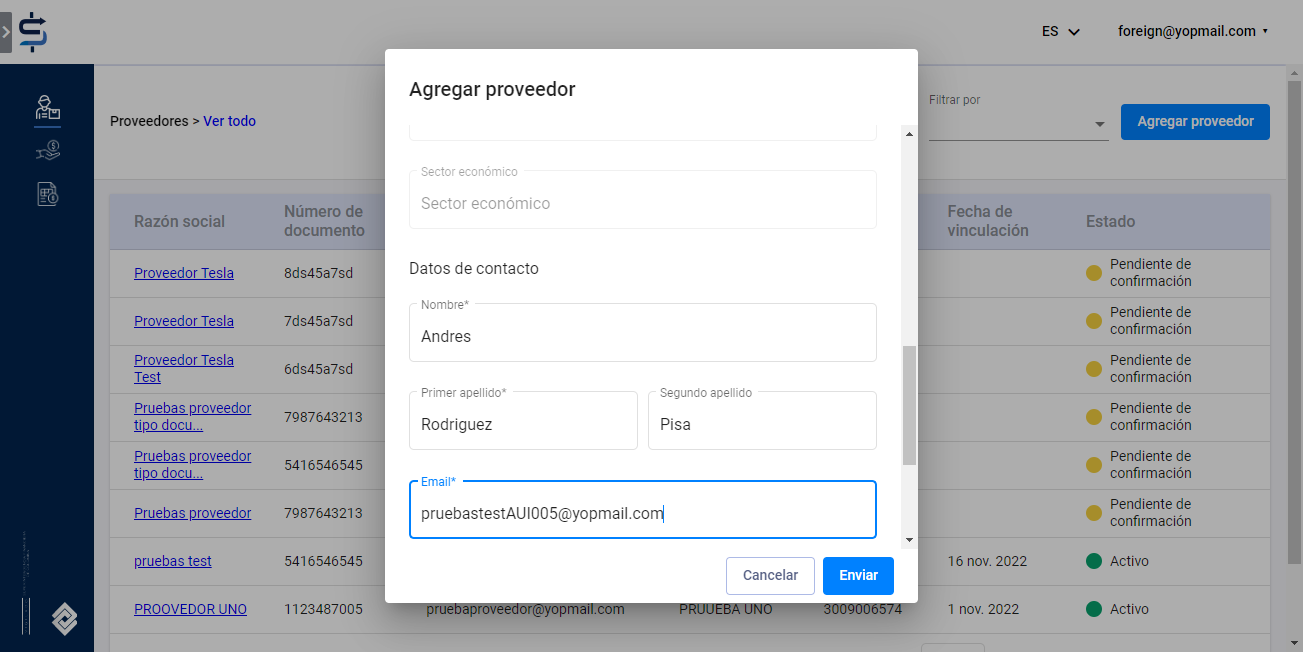 ES
foreign@yopmail.com
Proveedores > Ver todo
Filtrar por
Agregar proveedor
Agregar proveedor
Sector económico
Sector económico
Datos de contacto
Nombre*
Andres
Primer apellido*
Segundo apellido
Rodriguez
Pisa
Email*
pruebastestAUI005@yopmail.com
Cancelar
Enviar
Razón social
Número de
documento
Fecha de
vinculación
Estado
Proveedor Tesla
8ds45a7sd
Pendiente de
confirmación
Proveedor Tesla
7ds45a7sd
Pendiente de
confirmación
Proveedor Tesla
Test
6ds45a7sd
Pendiente de
confirmación
Pruebas proveedor
tipo docu...
7987643213
Pendiente de
confirmación
Pruebas proveedor
tipo docu...
5416546545
Pendiente de
confirmación
Pruebas proveedor
7987643213
Pendiente de
confirmación
pruebas test
5416546545
16 nov. 2022
Activo
PROOVEDOR UNO
1123487005
pruebaproveedor@yopmail.com
PRUUEBA UNO
3009006574
1 nov. 2022
Activo